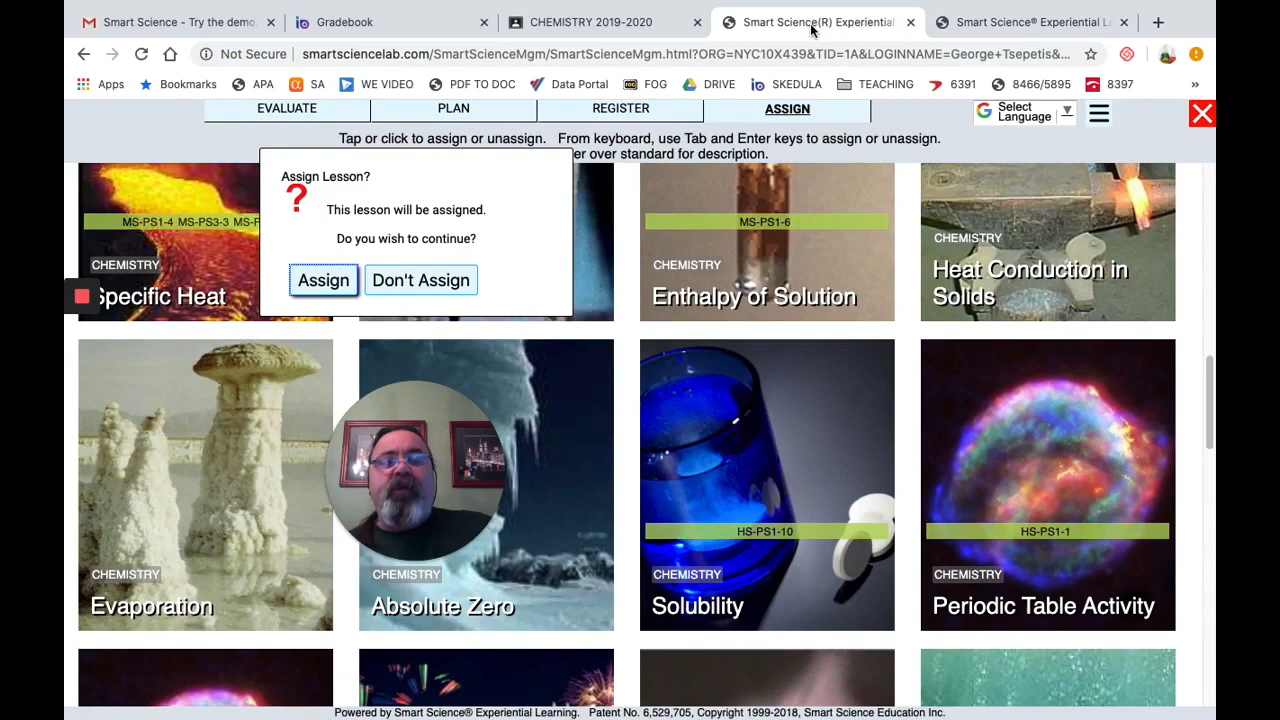 Smart Science - Try the demo,
Gradebook
CHEMISTRY 2019-2020
Smart Science(R) Experiential
Smart Science® Experiential Le
Not Secure
smartsciencelab.com/SmartScienceMgm/SmartScienceMgm.html?ORG=NYC10X439&TID=1A&LOGINNAME=George+Tsepetis&...
Apps
Bookmarks
APA
SA
WE VIDEO
PDF TO DOC
Data Portal
FOG
DRIVE
SKEDULA
TEACHING
6391
8466/5895
8397
»
EVALUATE
PLAN
REGISTER
ASSIGN
Select Language
Tap or click to assign or unassign. From keyboard, use Tab and Enter keys to assign or unassign.
er over standard for description.
Assign Lesson?
?
This lesson will be assigned.
Do you wish to continue?
Assign
Don't Assign
MS-PS1-4 MS-PS3-3 MS-P
CHEMISTRY
Specific Heat
MS-PS1-6
CHEMISTRY
Enthalpy of Solution
CHEMISTRY
Heat Conduction in
Solids
CHEMISTRY
Evaporation
CHEMISTRY
Absolute Zero
HS-PS1-10
CHEMISTRY
Solubility
HS-PS1-1
CHEMISTRY
Periodic Table Activity
Powered by Smart Science® Experiential Learning. Patent No. 6,529,705, Copyright 1999-2018, Smart Science Education Inc.